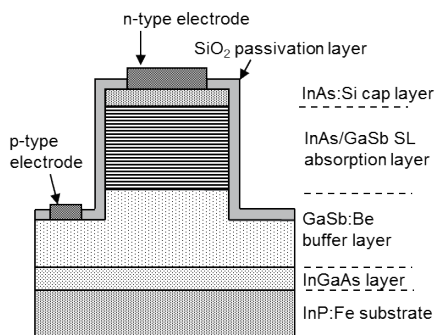 n-type electrode
SiO₂ passivation layer
InAs:Si cap layer
InAs/GaSb SL
absorption layer
p-type
electrode
GaSb:Be
buffer layer
InGaAs layer
InP:Fe substrate